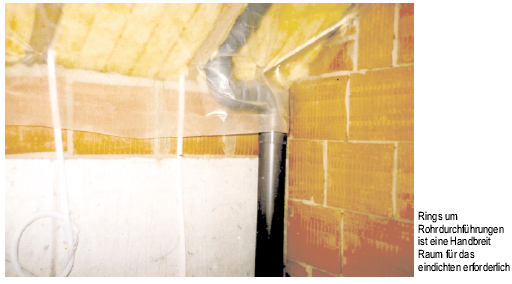 Rings um
Rohrdurchführungen
ist eine Handbreit
Raum für das
eindichten erforderlich